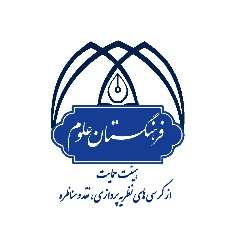 فرهنگستان علوم
هیئت حمایت
از کرسی‌های نظریه‌پردازی، نقد و مناظره